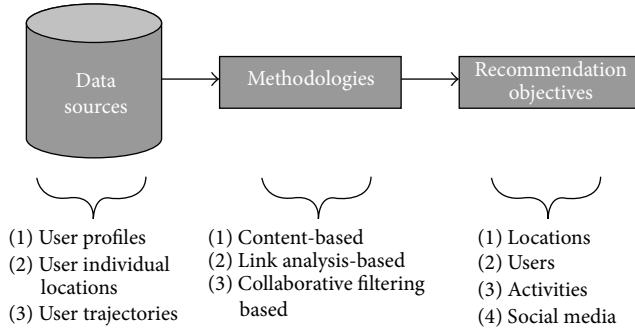 Data
sources
Methodologies
Recommendation
objectives
(1) User profiles
(2) User individual
locations
(3) User trajectories
(1) Content-based
(2) Link analysis-based
(3) Collaborative filtering
based
(1) Locations
(2) Users
(3) Activities
(4) Social media